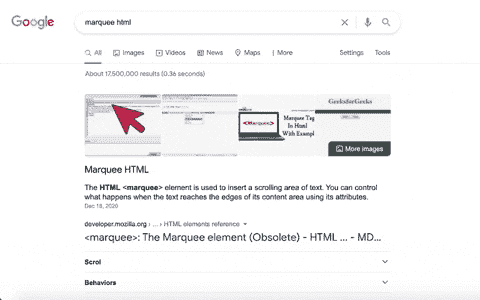 Google
marquee html
All Images Videos News Maps More Settings Tools
About 17,500,000 results (0.36 seconds)
GeeksforGeeks
Marquee Tag
In Html
With Exampl
More images
Marquee HTML
The HTML <marquee> element is used to insert a scrolling area of text. You can control
what happens when the text reaches the edges of its content area using its attributes.
Dec 18, 2020
developer.mozilla.org › ... › HTML elements reference
<marquee>: The Marquee element (Obsolete) - HTML ... - MD...
Scrol
Behaviors